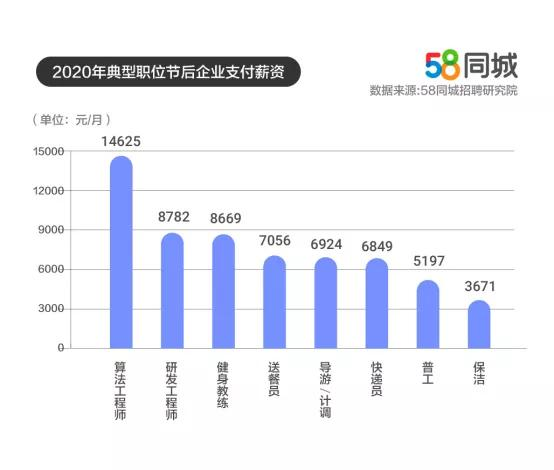 2020年典型职位节后企业支付薪资
58同城
数据来源:58同城招聘研究院
（单位：元/月）
15000
12000
9000
6000
3000
0
14625
8782
8669
7056
6924
6849
5197
3671
算法工程师
研发工程师
健身教练
送餐员
导游/计调
快递员
普工
保洁